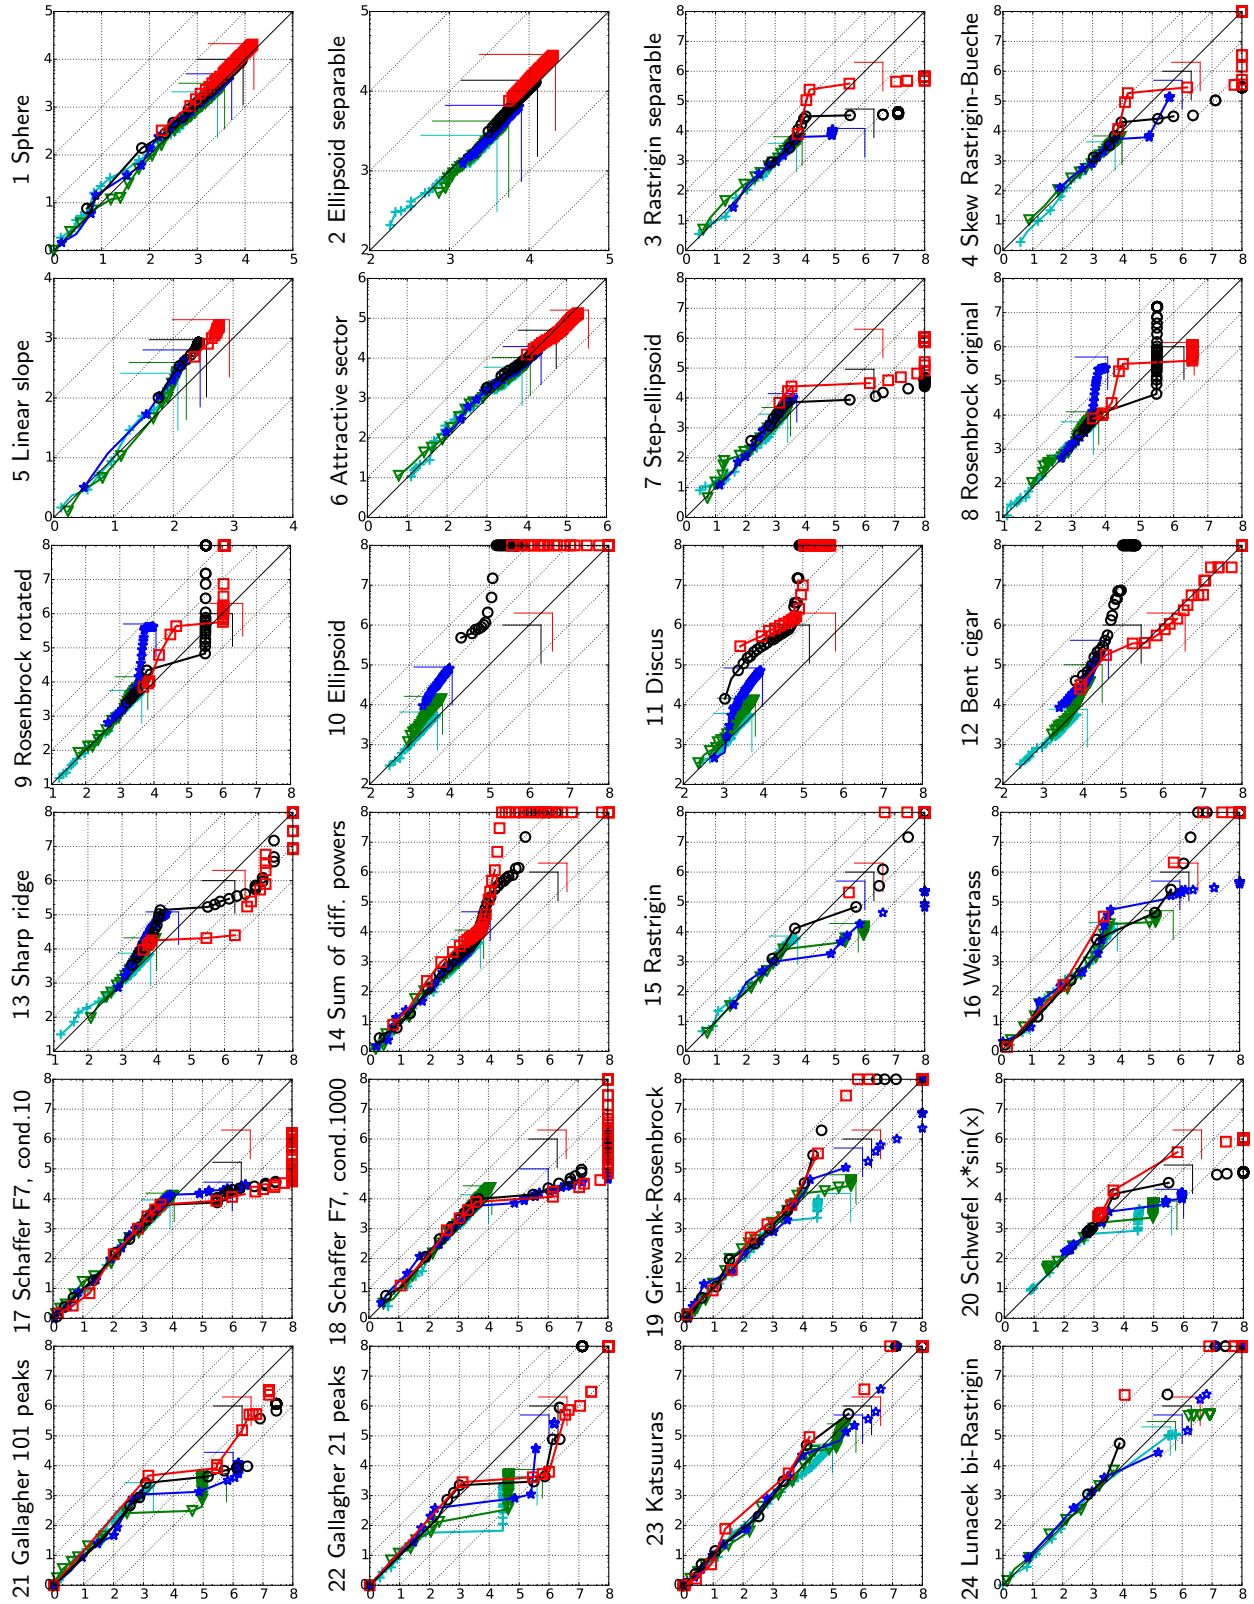 1 Sphere
2 Ellipsoid separable
3 Rastrigin separable
4 Skew Rastrigin-Bueche
5 Linear slope
6 Attractive sector
7 Step-ellipsoid
8 Rosenbrock original
9 Rosenbrock rotated
10 Ellipsoid
11 Discus
12 Bent cigar
13 Sharp ridge
14 Sum of diff. powers
15 Rastrigin
16 Weierstrass
17 Schaffer F7, cond.10
18 Schaffer F7, cond.1000
19 Griewank-Rosenbrock
20 Schwefel x*sin(x)
21 Gallagher 101 peaks
22 Gallagher 21 peaks
23 Katsuuras
24 Lunacek bi-Rastrigin